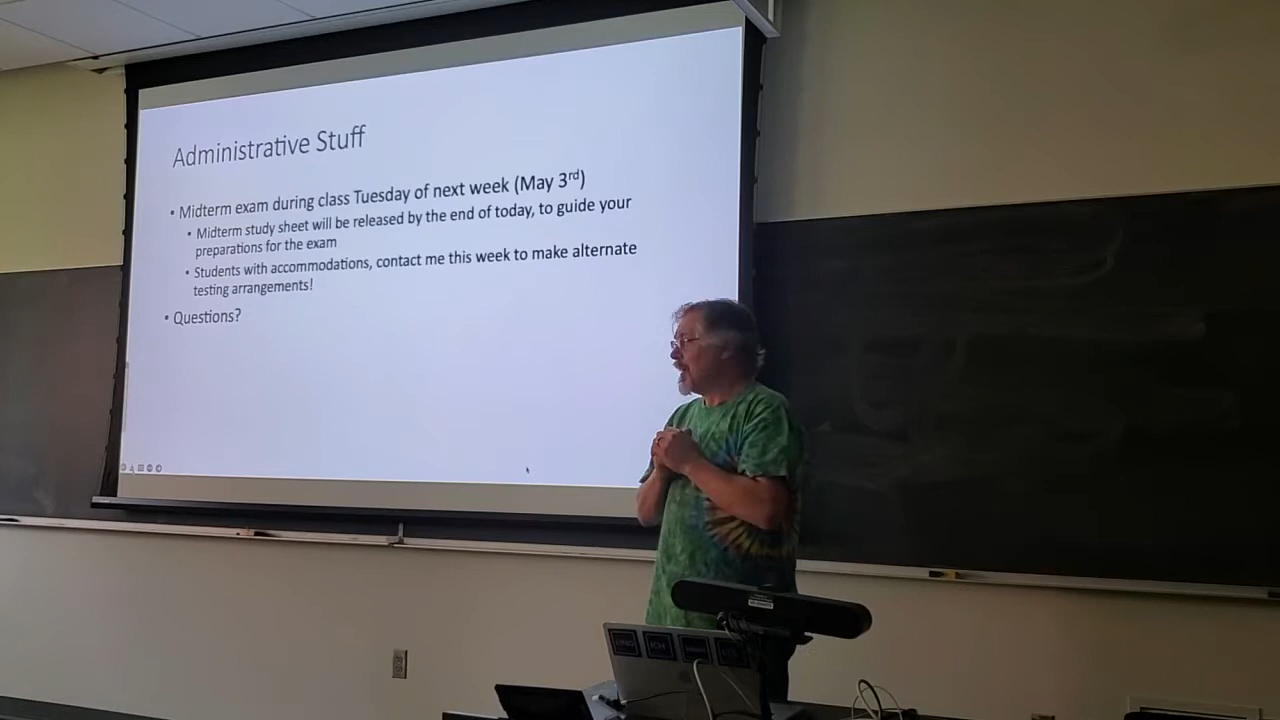 Administrative Stuff
• Midterm exam during class Tuesday of next week (May 3rd)
• Midterm study sheet will be released by the end of today, to guide your
preparations for the exam
• Students with accommodations, contact me this week to make alternate
testing arrangements!
• Questions?